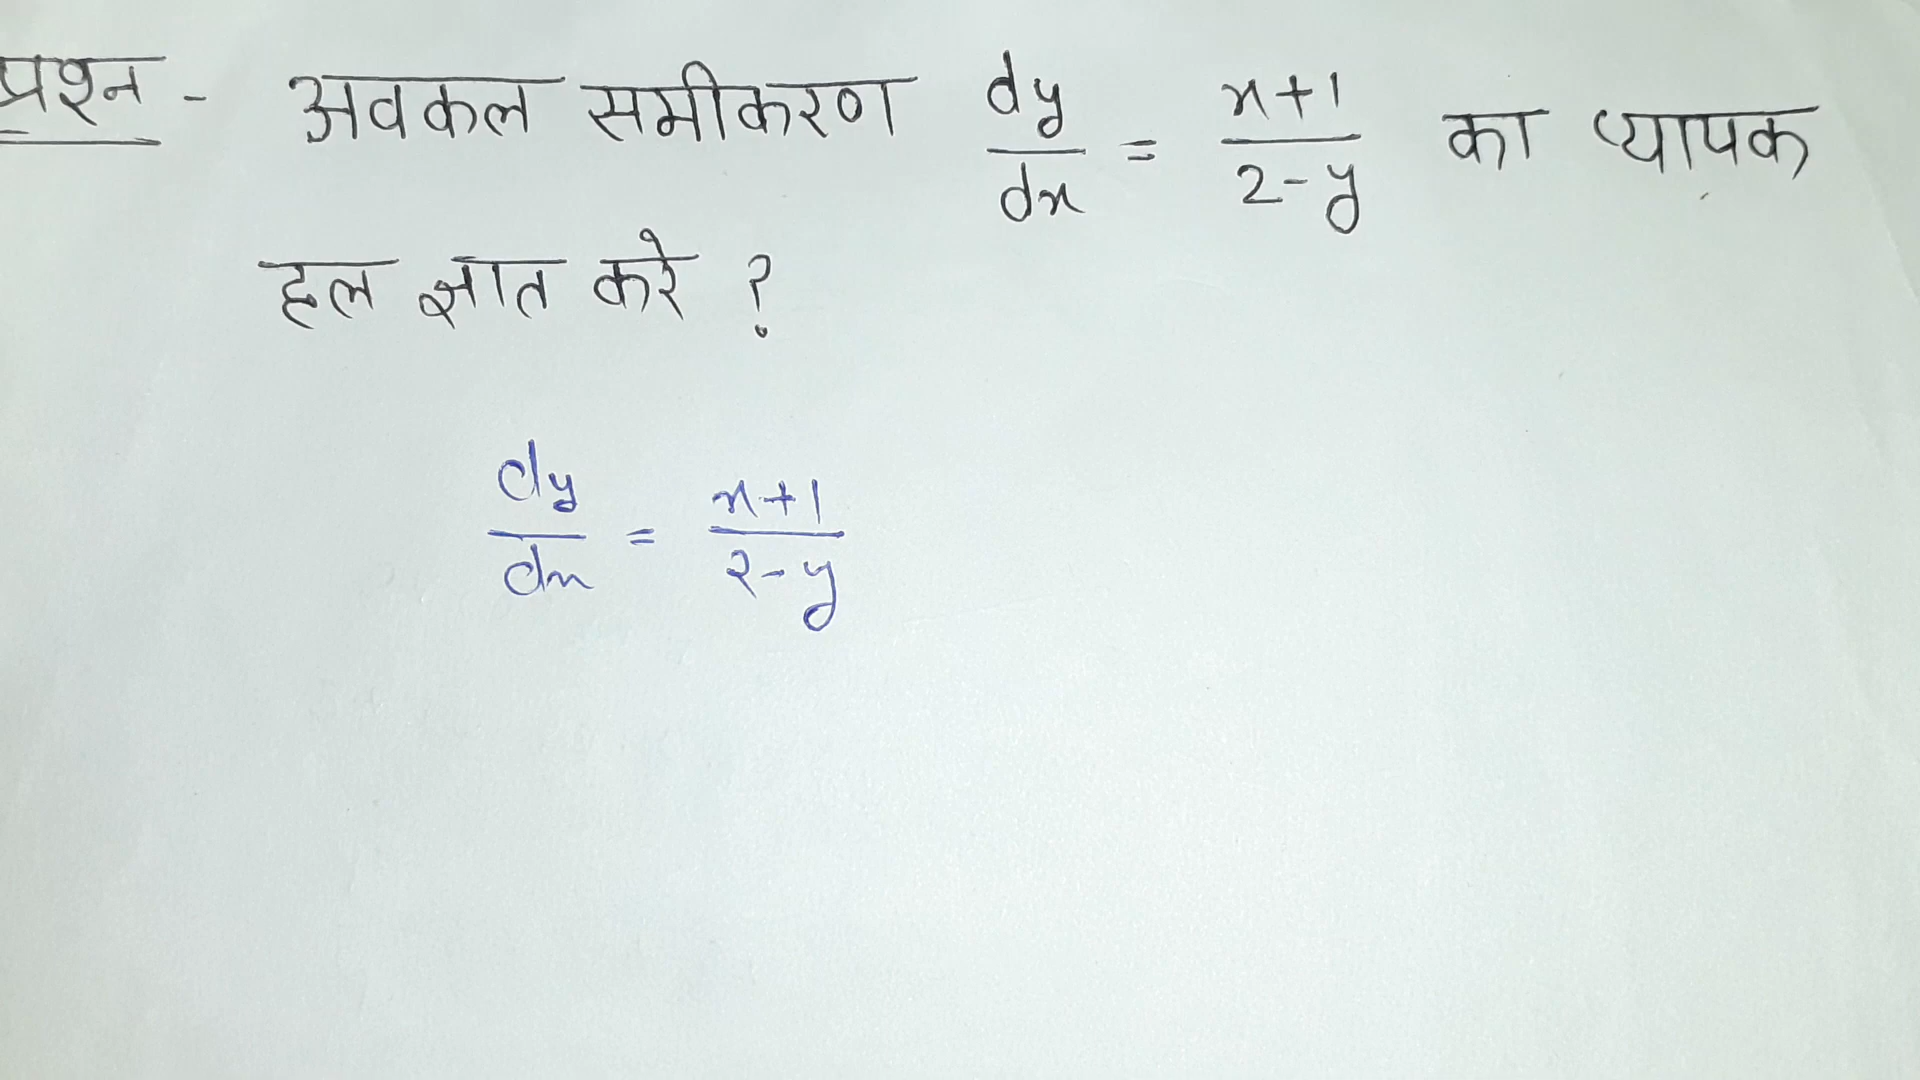 प्रश्न - अवकल समीकरण dy/dx = x+1/2-y का व्यापक
हल ज्ञात करे ?
dy/dx = x+1/2-y